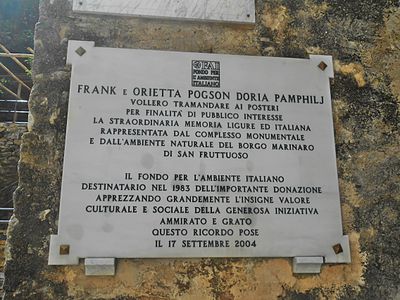 FAI
FONDO PER
L'AMBIENTE
ITALIANO
FRANK E ORIETTA POGSON DORIA PAMPHILJ
VOLLERO TRAMANDARE AI POSTERI
PER FINALITÀ DI PUBBLICO INTERESSE
LA STRAORDINARIA MEMORIA LIGURE ED ITALIANA
RAPPRESENTATA DAL COMPLESSO MONUMENTALE
E DALL'AMBIENTE NATURALE DEL BORGO MARINARO
DI SAN FRUTTUOSO
IL FONDO PER L'AMBIENTE ITALIANO
DESTINATARIO NEL 1983 DELL'IMPORTANTE DONAZIONE
APPREZZANDO GRANDEMENTE L'INSIGNE VALORE
CULTURALE E SOCIALE DELLA GENEROSA INIZIATIVA
AMMIRATO E GRATO
QUESTO RICORDO POSE
IL 17 SETTEMBRE 2004